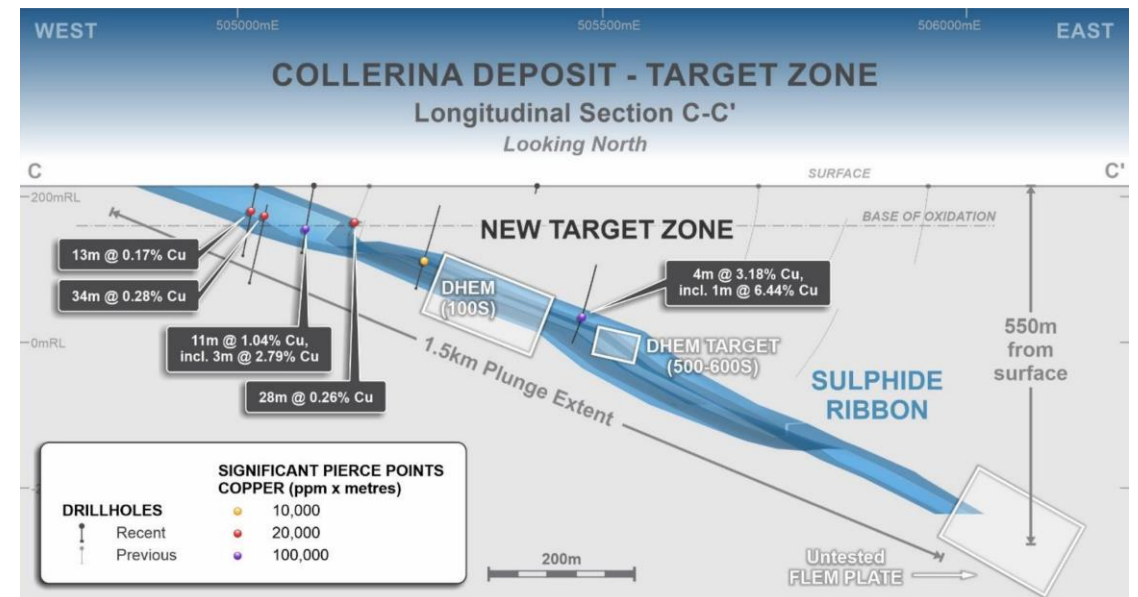 WEST
505000mE
505500mE
506000mE
EAST
COLLERINA DEPOSIT - TARGET ZONE
Longitudinal Section C-C'
Looking North
C
SURFACE
C'
200mRL
BASE OF OXIDATION
NEW TARGET ZONE
13m @ 0.17% Cu
34m @ 0.28% Cu
11m @ 1.04% Cu,
incl. 3m @ 2.79% Cu
28m @ 0.26% Cu
4m @ 3.18% Cu,
incl. 1m @ 6.44% Cu
DHEM
(100S)
0mRL
1.5km Plunge Extent
DHEM TARGET
(500-600S)
550m
from
surface
SULPHIDE
RIBBON
SIGNIFICANT PIERCE POINTS
COPPER (ppm x metres)
DRILLHOLES
10,000
Recent
20,000
Previous
100,000
200m
Untested
FLEM PLATE